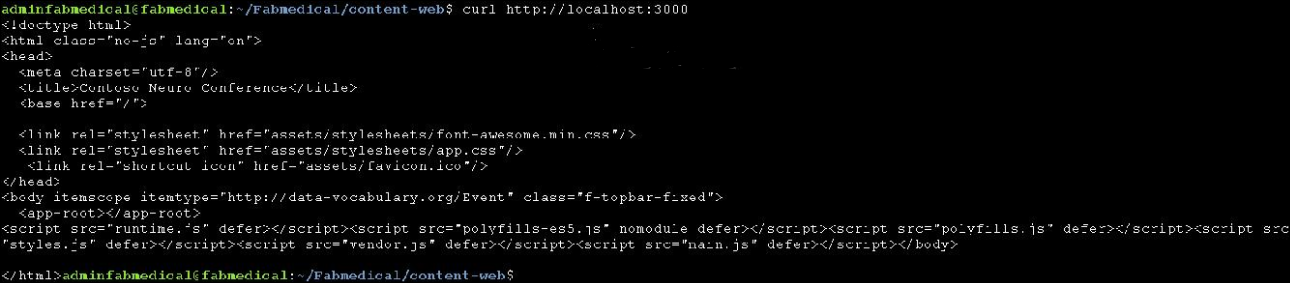 adminfabmedical@fabmedical:~/Fabmedical/content-web$ curl http://localhost:3000
<!doctype html>
<html class="no-js" lang="en">
<head>
  <meta charset="utf-8"/>
  <title>Contoso Neuro Conference</title>
  <base href="/">
  <link rel="stylesheet" href="assets/stylesheets/font-awesome.min.css"/>
  <link rel="stylesheet" href="assets/stylesheets/app.css"/>
   <link rel="shortcut icon" href="assets/favicon.ico"/>
</head>
<body itemscope itemtype="http://data-vocabulary.org/Event" class="f-topbar-fixed">
  <app-root></app-root>
<script src="runtime.js" defer></script><script src="polyfills-es5.js" nomodule defer></script><script src="polyfills.js" defer></script><script src=
"styles.js" defer></script><script src="vendor.js" defer></script><script src="main.js" defer></script></body>
</html>adminfabmedical@fabmedical:~/Fabmedical/content-web$